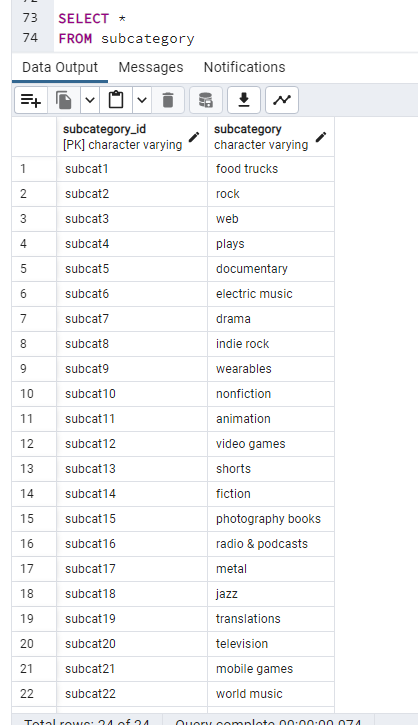 73 SELECT *
74 FROM subcategory
Data Output Messages Notifications
subcategory_id subcategory
[PK] character varying character varying
1 subcat1 food trucks
2 subcat2 rock
3 subcat3 web
4 subcat4 plays
5 subcat5 documentary
6 subcat6 electric music
7 subcat7 drama
8 subcat8 indie rock
9 subcat9 wearables
10 subcat10 nonfiction
11 subcat11 animation
12 subcat12 video games
13 subcat13 shorts
14 subcat14 fiction
15 subcat15 photography books
16 subcat16 radio & podcasts
17 subcat17 metal
18 subcat18 jazz
19 subcat19 translations
20 subcat20 television
21 subcat21 mobile games
22 subcat22 world music
Total rows: 24 of 24 Query complete 00:00:00.074